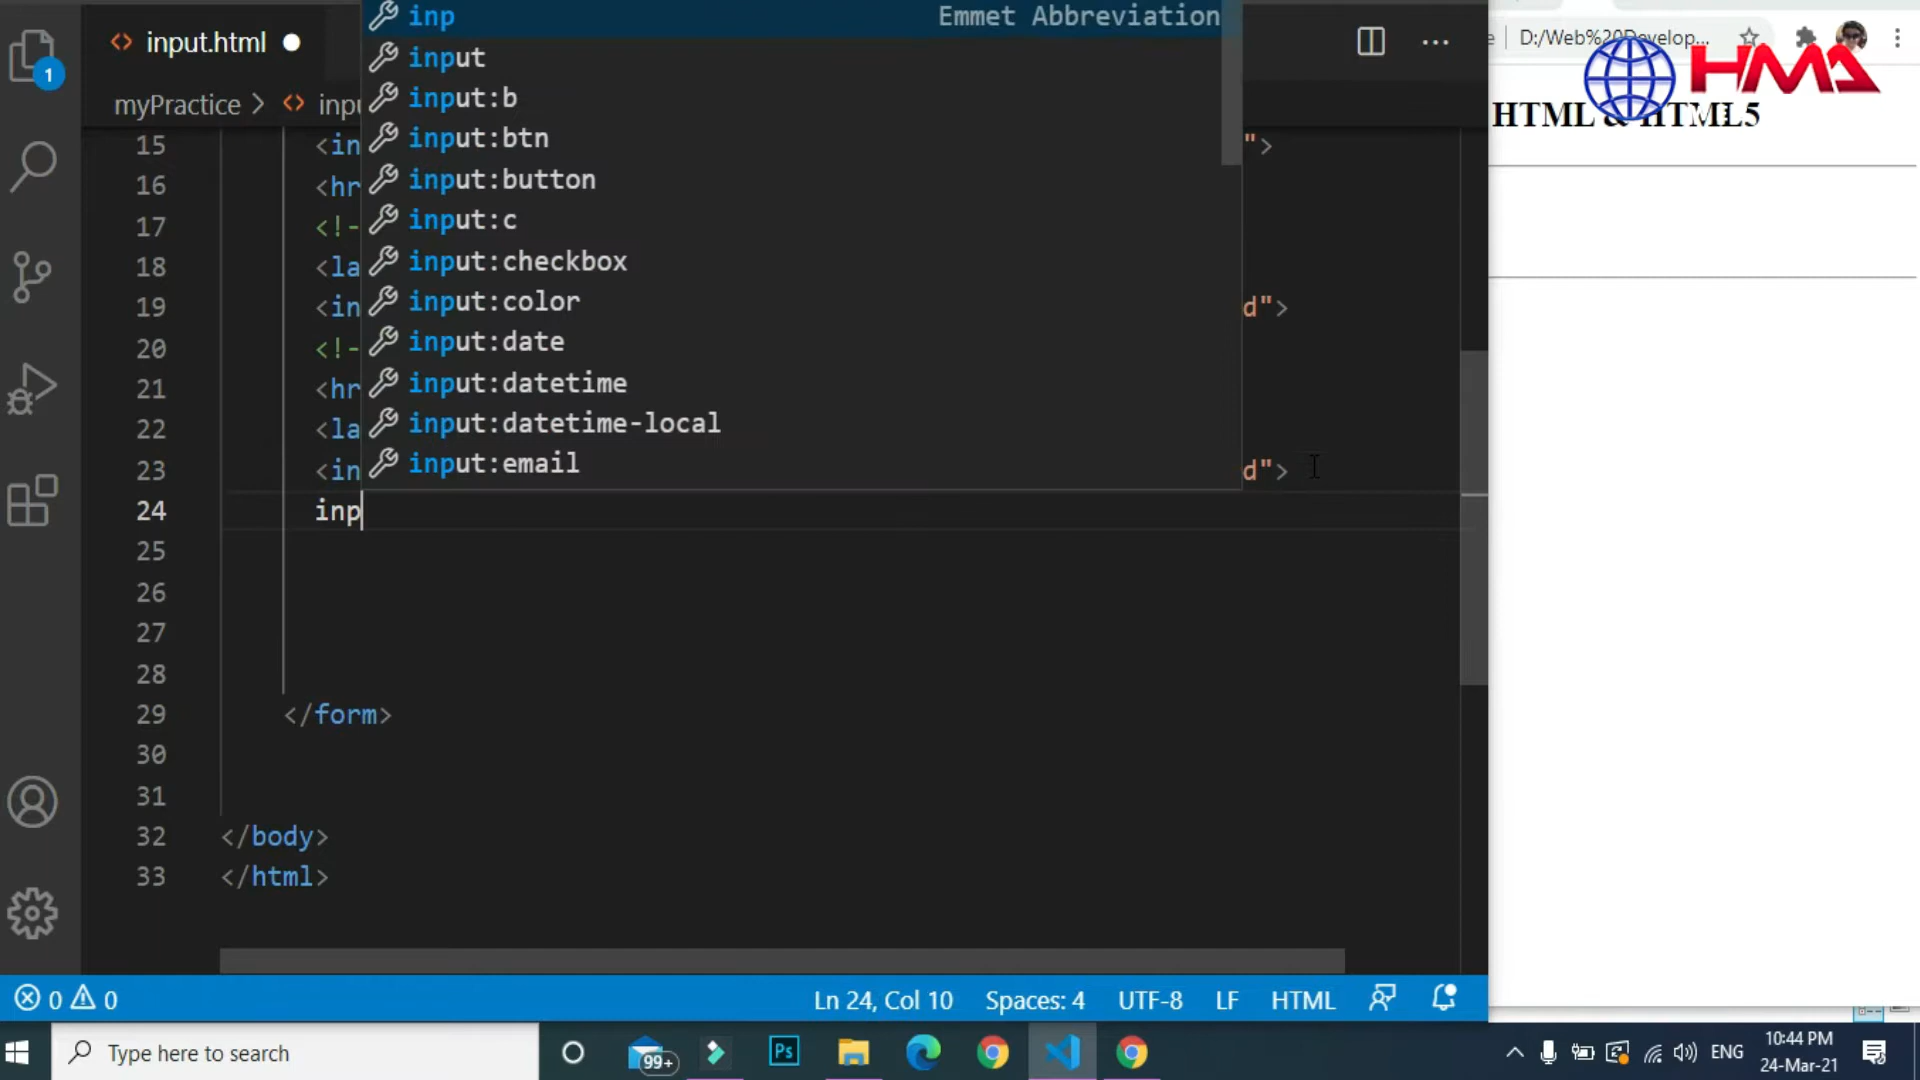 inp Emmet Abbreviation
input.html
1
D:/Web%20Develop...
input
HMA
input:b
myPractice >
HTML & HTML5
input:btn
15 <in ">
input:button
16 <hr
input:c
17 <!-
input:checkbox
18 <la
input:color
19 <in d">
input:date
20 <!-
input:datetime
21 <hr
input:datetime-local
22 <la
input:email
23 <in d">
24 inp
25
26
27
28
29 </form>
30
31
32 </body>
33 </html>
0 0 Ln 24, Col 10 Spaces: 4 UTF-8 LF HTML
Type here to search
99+
Ps
ENG
10:44 PM
24-Mar-21